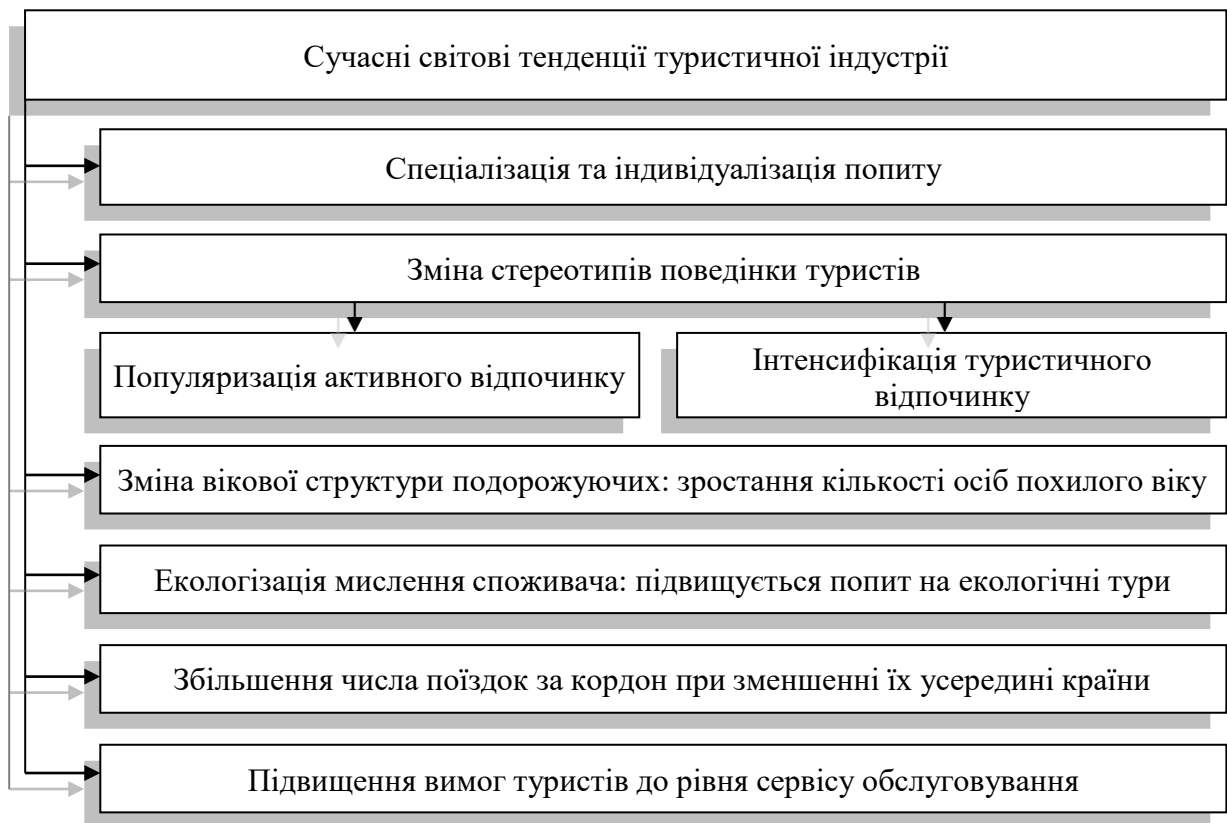 Сучасні світові тенденції туристичної індустрії
Спеціалізація та індивідуалізація попиту
Зміна стереотипів поведінки туристів
Популяризація активного відпочинку
Інтенсифікація туристичного
відпочинку
Зміна вікової структури подорожуючих: зростання кількості осіб похилого віку
Екологізація мислення споживача: підвищується попит на екологічні тури
Збільшення числа поїздок за кордон при зменшенні їх усередині країни
Підвищення вимог туристів до рівня сервісу обслуговування